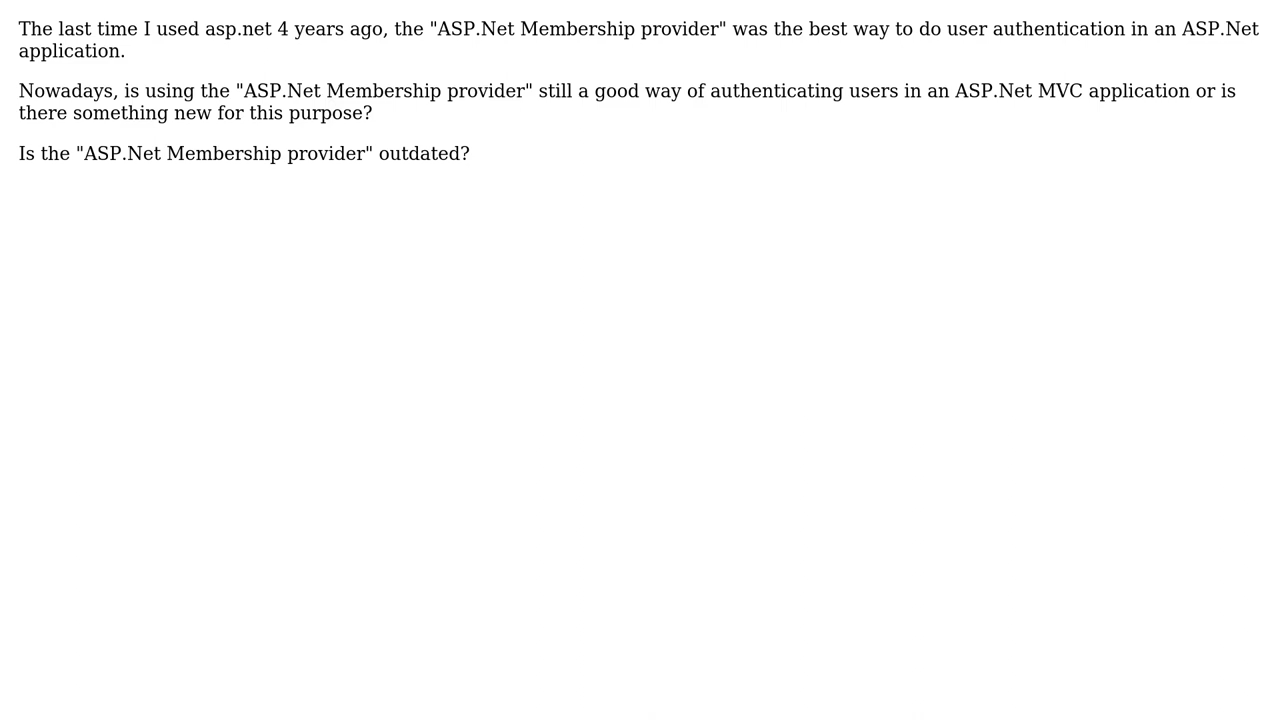 The last time I used asp.net 4 years ago, the "ASP.Net Membership provider" was the best way to do user authentication in an ASP.Net
application.
Nowadays, is using the "ASP.Net Membership provider" still a good way of authenticating users in an ASP.Net MVC application or is
there something new for this purpose?
Is the "ASP.Net Membership provider" outdated?